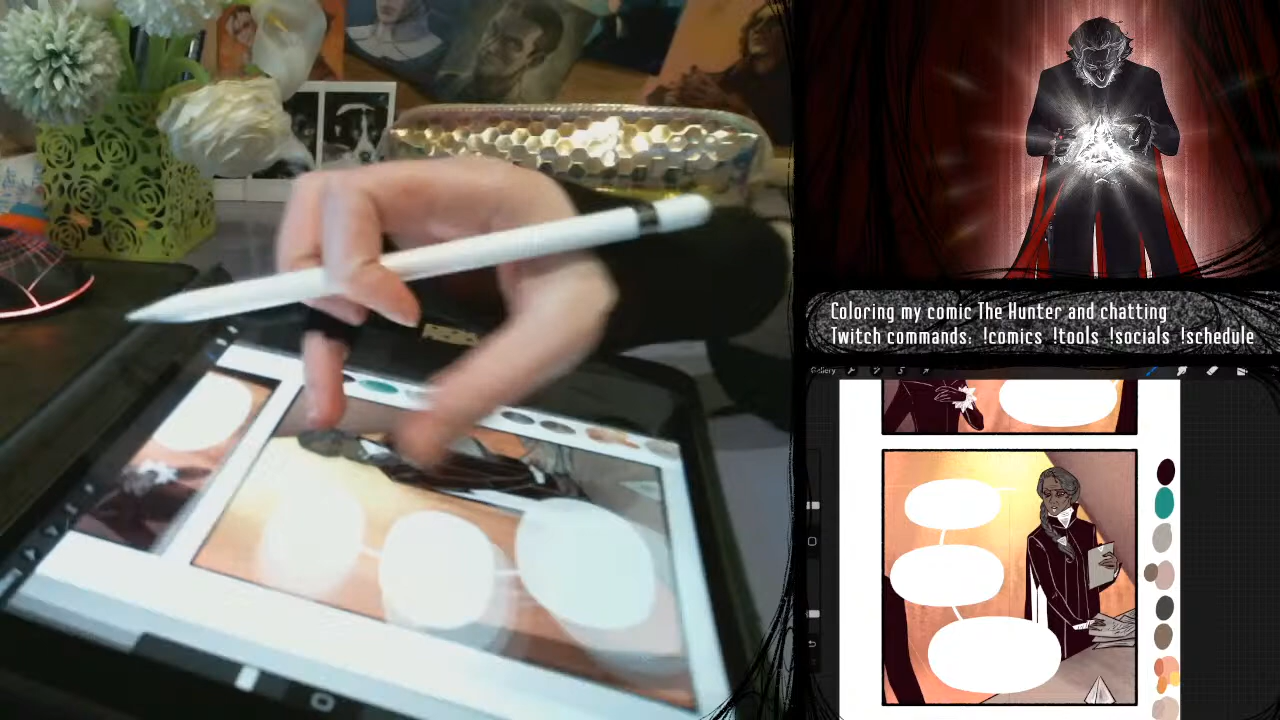 Coloring my comic The Hunter and chatting
Twitch commands: !comics !tools !socials !schedule
Gallery